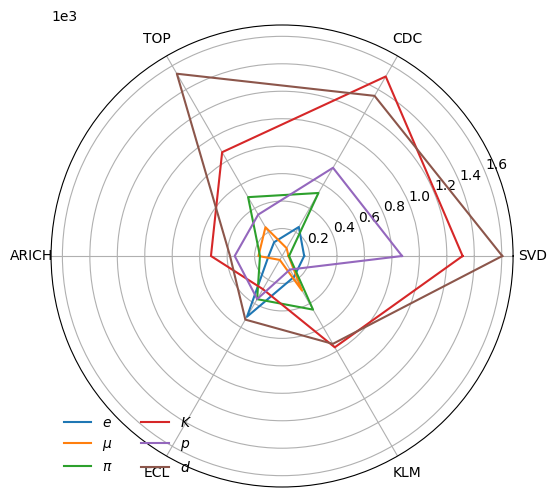 1e3
TOP
CDC
1.6
1.4
1.2
1.0
0.8
0.6
0.4
0.2
ARICH
SVD
e K
μ p
π d
ECL
KLM